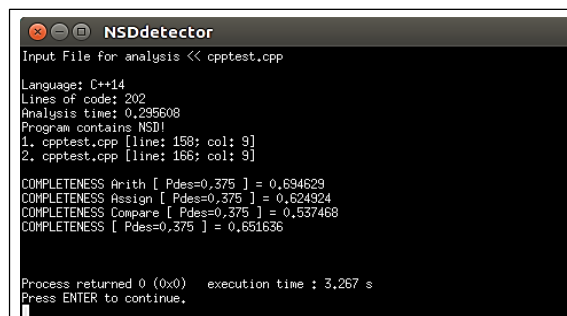 NSDdetector
Input File for analysis << cpptest.cpp
Language: C++14
Lines of code: 202
Analysis time: 0.295608
Program contains NSD!
1. cpptest.cpp [line: 158; col: 9]
2. cpptest.cpp [line: 166; col: 9]
COMPLETENESS Arith [ Pdes=0,375 ] = 0.694629
COMPLETENESS Assign [ Pdes=0,375 ] = 0.624924
COMPLETENESS Compare [ Pdes=0,375 ] = 0.537468
COMPLETENESS [ Pdes=0,375 ] = 0.651636
Process returned 0 (0x0) execution time : 3.267 s
Press ENTER to continue.